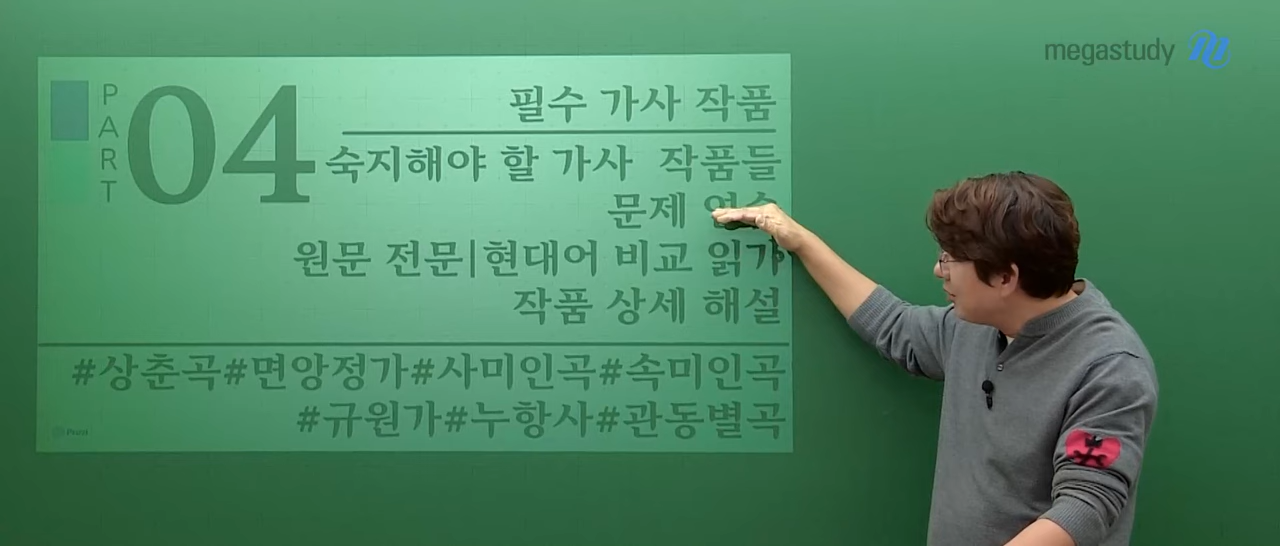 megastudy
PART
04
필수 가사 작품
숙지해야 할 가사 작품들
문제
원문 전문|현대어 비교 읽기
작품 상세 해설
#상춘곡#면앙정가#사미인곡#속미인곡
#규원가#누항사#관동별곡